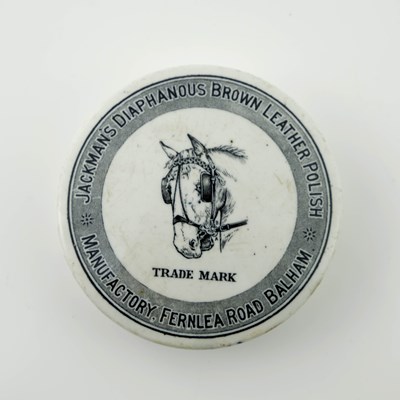 JACKMAN'S DIAPHANOUS BROWN LEATHER POLISH
TRADE MARK
MANUFACTORY, FERNLEA ROAD BALHAM.